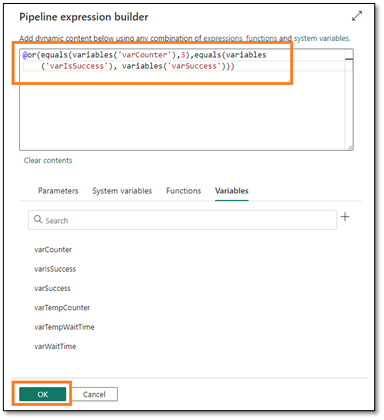 Pipeline expression builder
Add dynamic content below using any combination of expressions, functions and system variables.
@or(equals(variables('varCounter'),3),equals(variables
('varIsSuccess'), variables('varSuccess')))
Clear contents
Parameters System variables Functions Variables
Search
varCounter
varIsSuccess
varSuccess
varTempCounter
varTempWaitTime
varWaitTime
OK Cancel